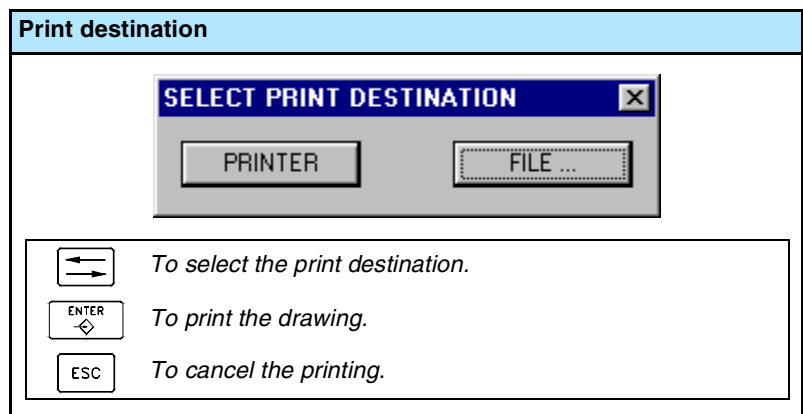 Print destination
SELECT PRINT DESTINATION
PRINTER FILE ...
To select the print destination.
ENTER To print the drawing.
ESC To cancel the printing.